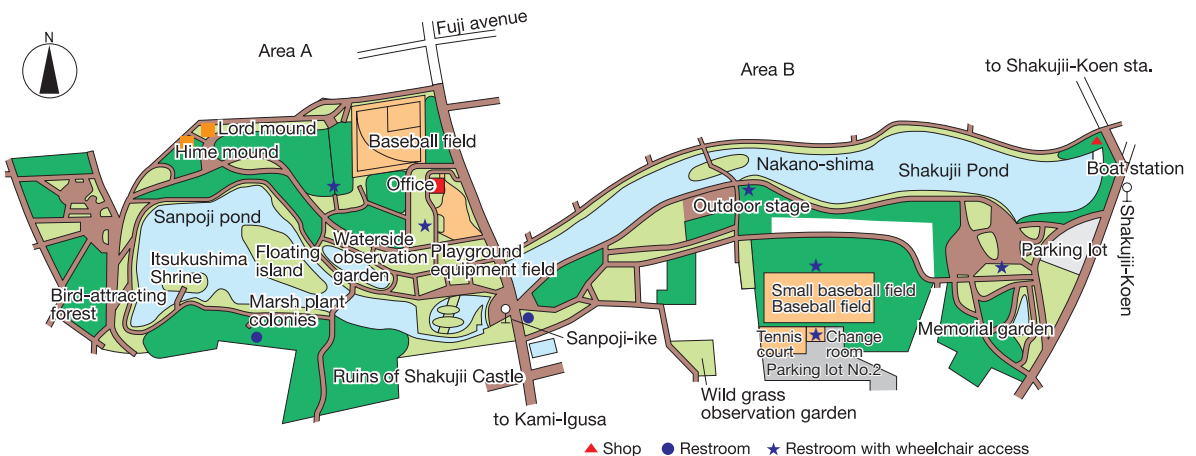 N
Area A
Fuji avenue
Area B
to Shakujii-Koen sta.
Lord mound
Hime mound
Baseball field
Office
Nakano-shima
Shakujii Pond
Boat station
Shakujii-Koen
Sanpoji pond
Outdoor stage
Waterside
observation
garden
Floating
island
Playground
equipment field
Itsukushima
Shrine
Parking lot
Bird-attracting
forest
Marsh plant
colonies
Small baseball field
Baseball field
Sanpoji-ike
Tennis
court
Change
room
Memorial garden
Parking lot No.2
Ruins of Shakujii Castle
Wild grass
observation garden
to Kami-Igusa
Shop
Restroom
Restroom with wheelchair access